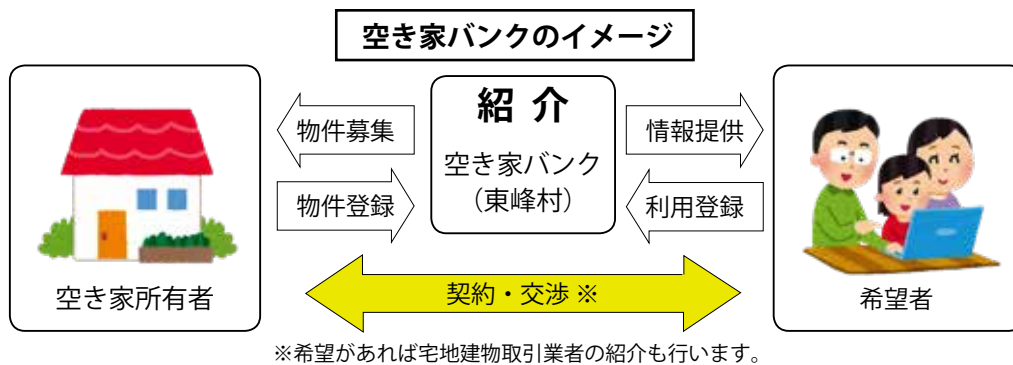 空き家バンクのイメージ
紹 介
空き家バンク
（東峰村）
物件募集
物件登録
情報提供
利用登録
空き家所有者
契約・交渉 ※
希望者
※希望があれば宅地建物取引業者の紹介も行います。